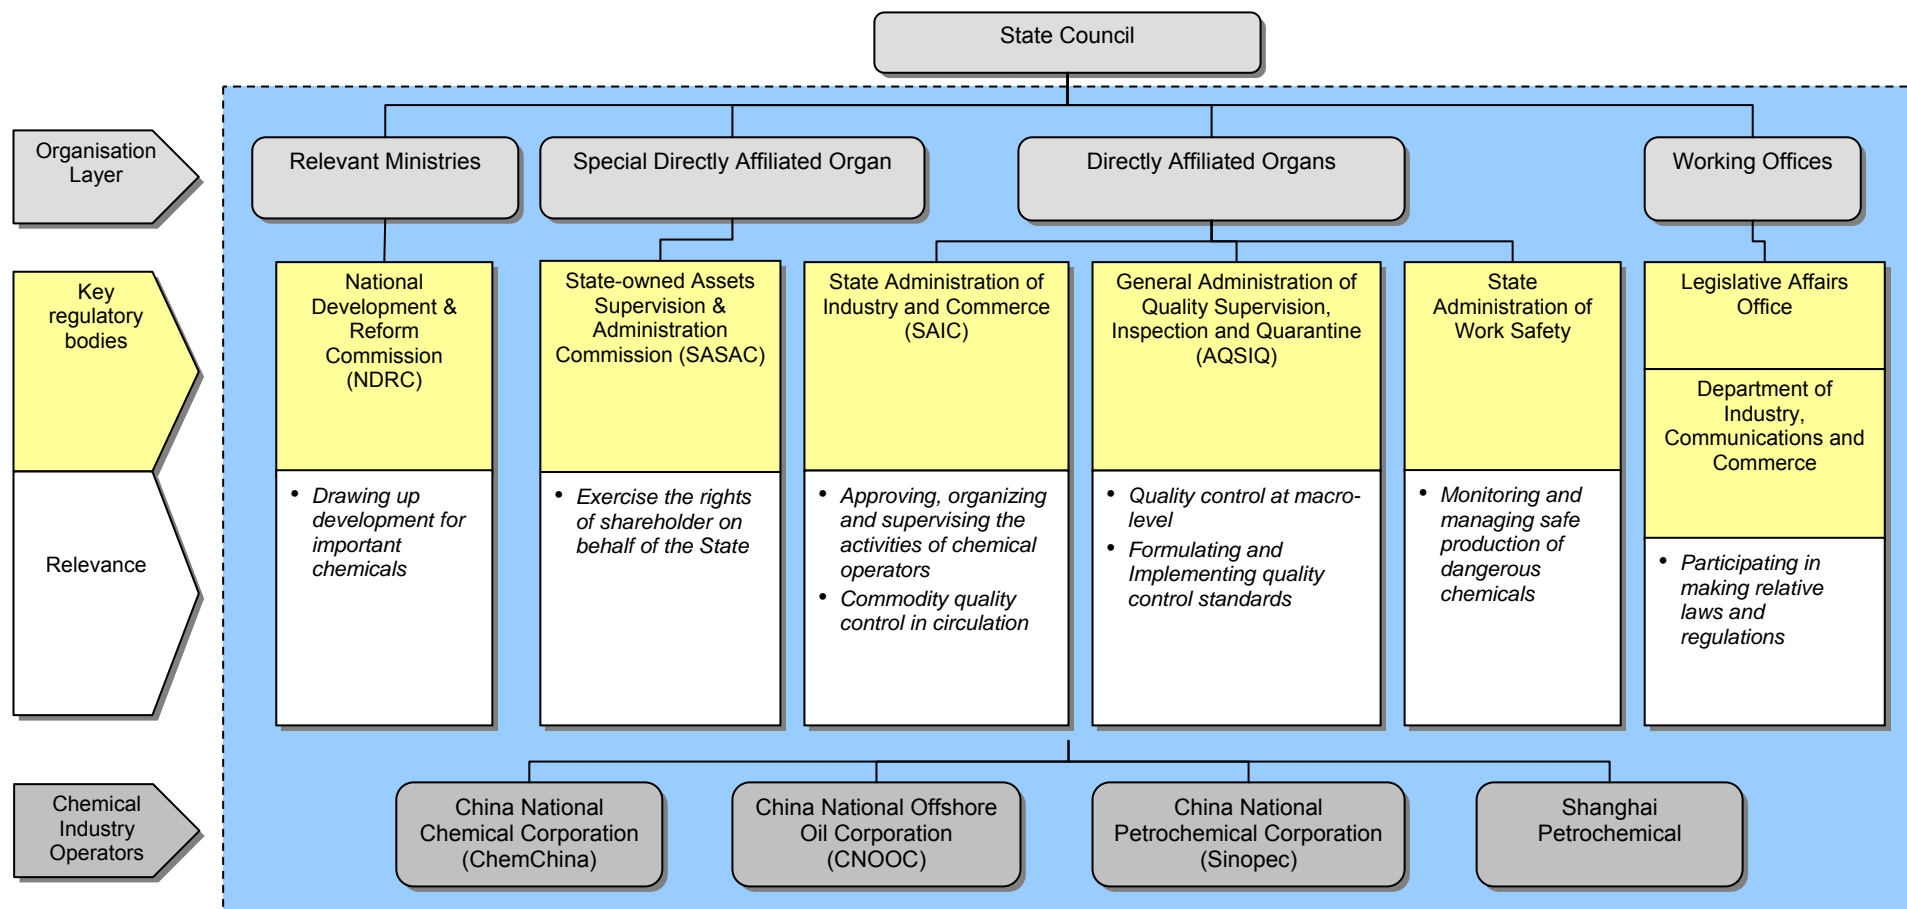 State Council
Organisation
Layer
Relevant Ministries
Special Directly Affiliated Organ
Directly Affiliated Organs
Working Offices
Key
regulatory
bodies
National
Development &
Reform
Commission
(NDRC)
State-owned Assets
Supervision &
Administration
Commission (SASAC)
State Administration of
Industry and Commerce
(SAIC)
General Administration of
Quality Supervision,
Inspection and Quarantine
(AQSIQ)
State
Administration of
Work Safety
Legislative Affairs
Office
Department of
Industry,
Communications and
Commerce
Relevance
• Drawing up
development for
important
chemicals
• Exercise the rights
of shareholder on
behalf of the State
• Approving, organizing
and supervising the
activities of chemical
operators
• Commodity quality
control in circulation
• Quality control at macro-
level
• Formulating and
Implementing quality
control standards
• Monitoring and
managing safe
production of
dangerous
chemicals
• Participating in
making relative
laws and
regulations
Chemical
Industry
Operators
China National
Chemical Corporation
(ChemChina)
China National Offshore
Oil Corporation
(CNOOC)
China National
Petrochemical Corporation
(Sinopec)
Shanghai
Petrochemical